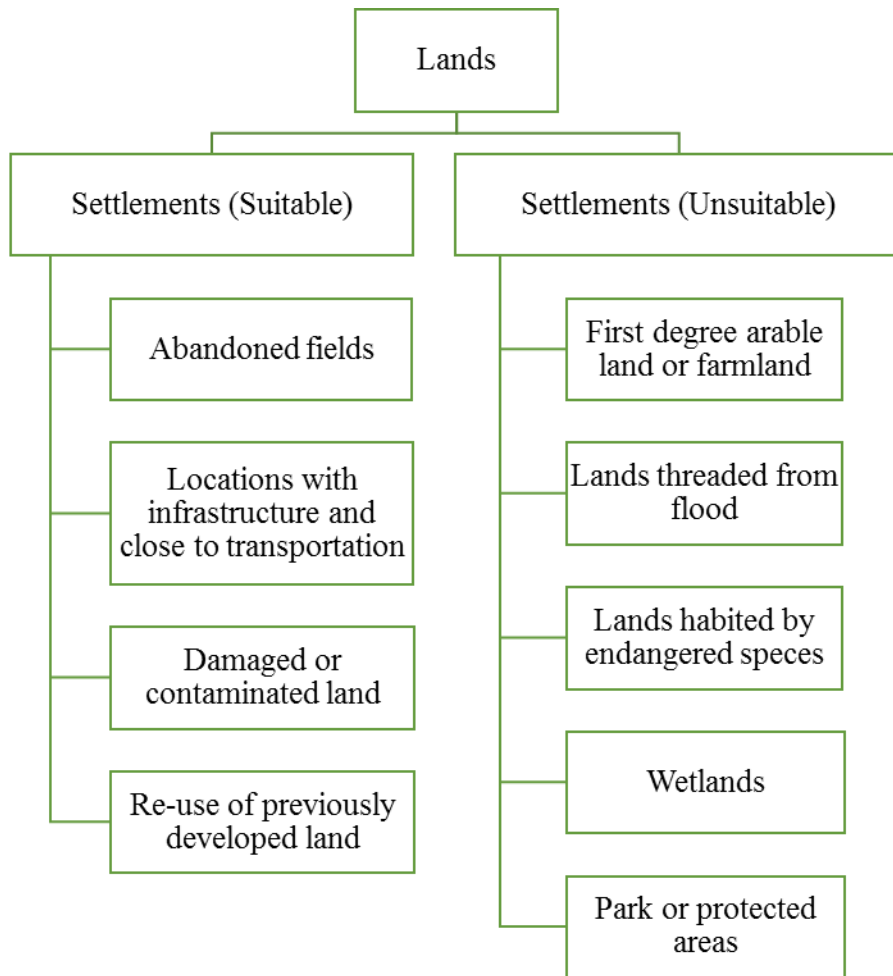 Lands
Settlements (Suitable)
Abandoned fields
Locations with
infrastructure and
close to transportation
Damaged or
contaminated land
Re-use of previously
developed land
Settlements (Unsuitable)
First degree arable
land or farmland
Lands threaded from
flood
Lands habited by
endangered speces
Wetlands
Park or protected
areas